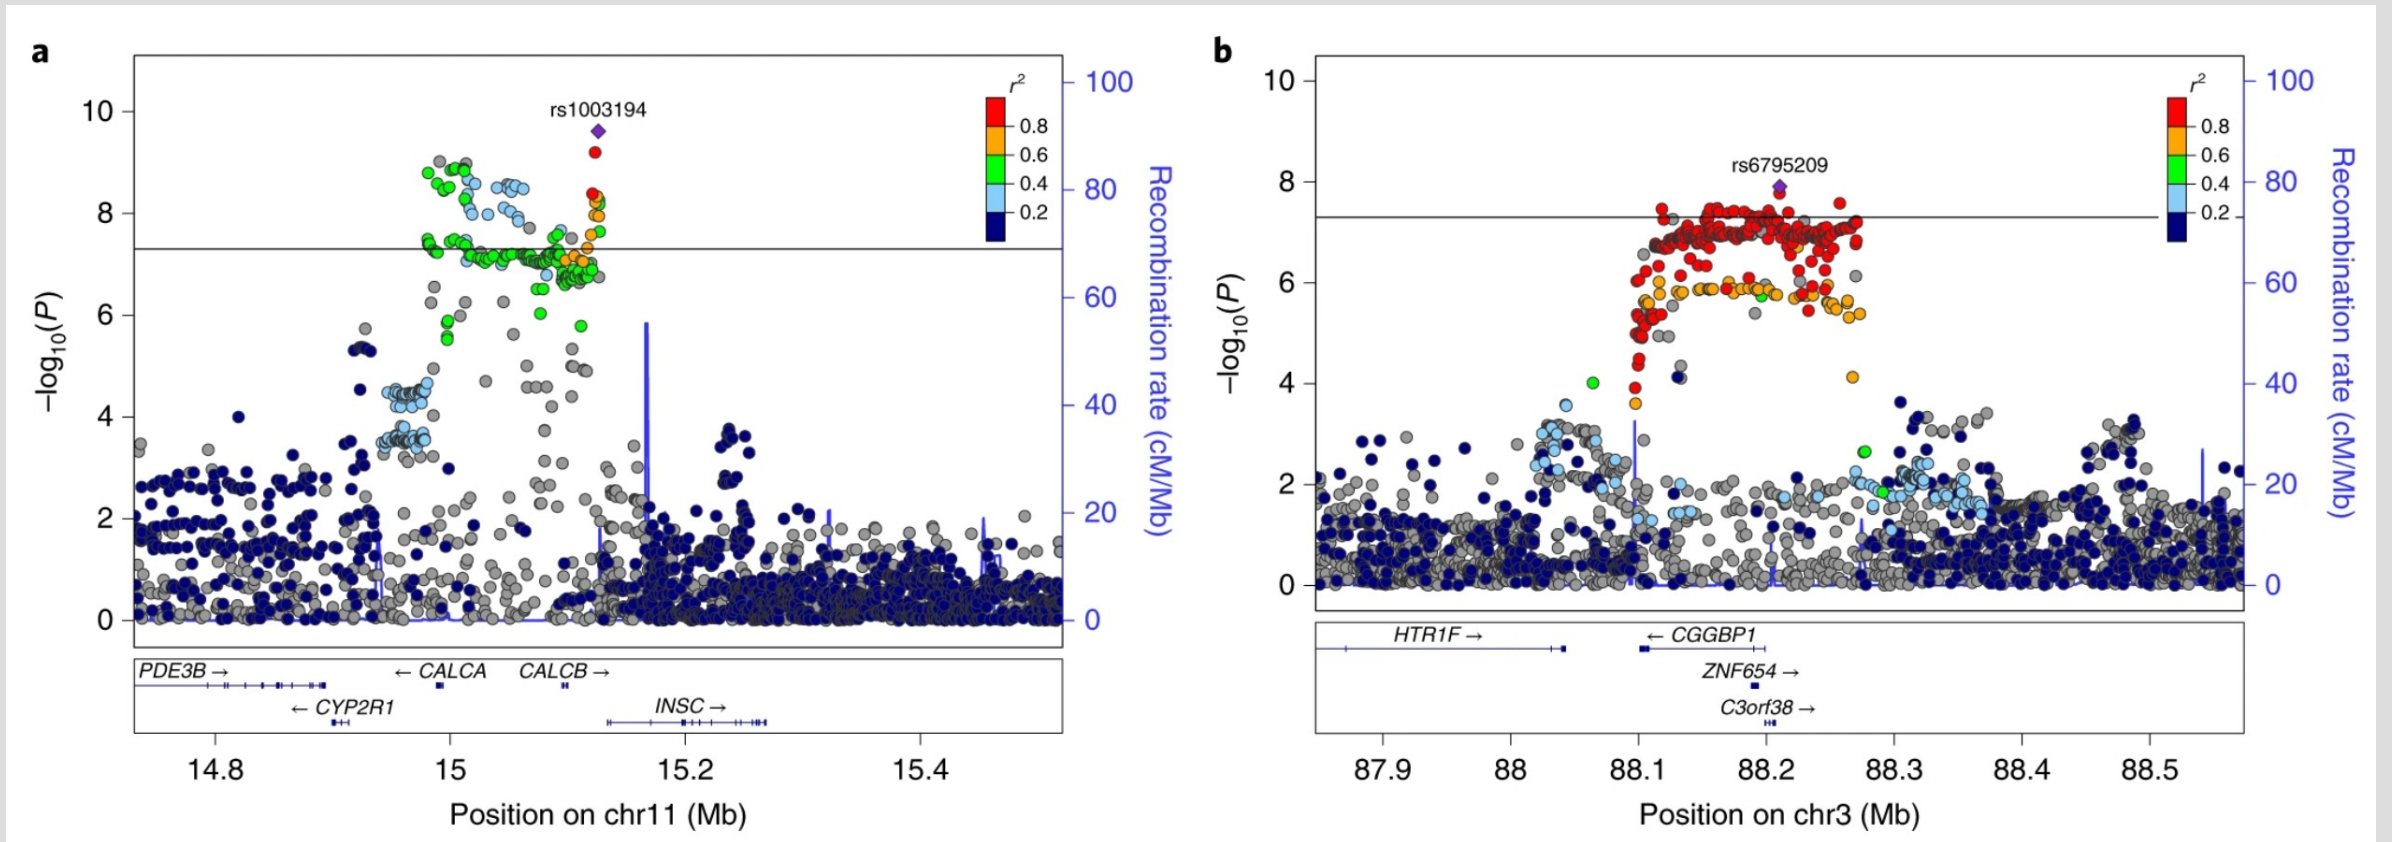 a
rs1003194
r2
0.8
0.6
0.4
0.2
10
8
6
4
2
0
–log10(P)
100
80
60
40
20
0
Recombination rate (cM/Mb)
PDE3B →
← CALCA
CALCB →
← CYP2R1
INSC →
14.8
15
15.2
15.4
Position on chr11 (Mb)
b
rs6795209
r2
0.8
0.6
0.4
0.2
10
8
6
4
2
0
–log10(P)
100
80
60
40
20
0
Recombination rate (cM/Mb)
HTR1F →
← CGGBP1
ZNF654 →
C3orf38 →
87.9
88
88.1
88.2
88.3
88.4
88.5
Position on chr3 (Mb)